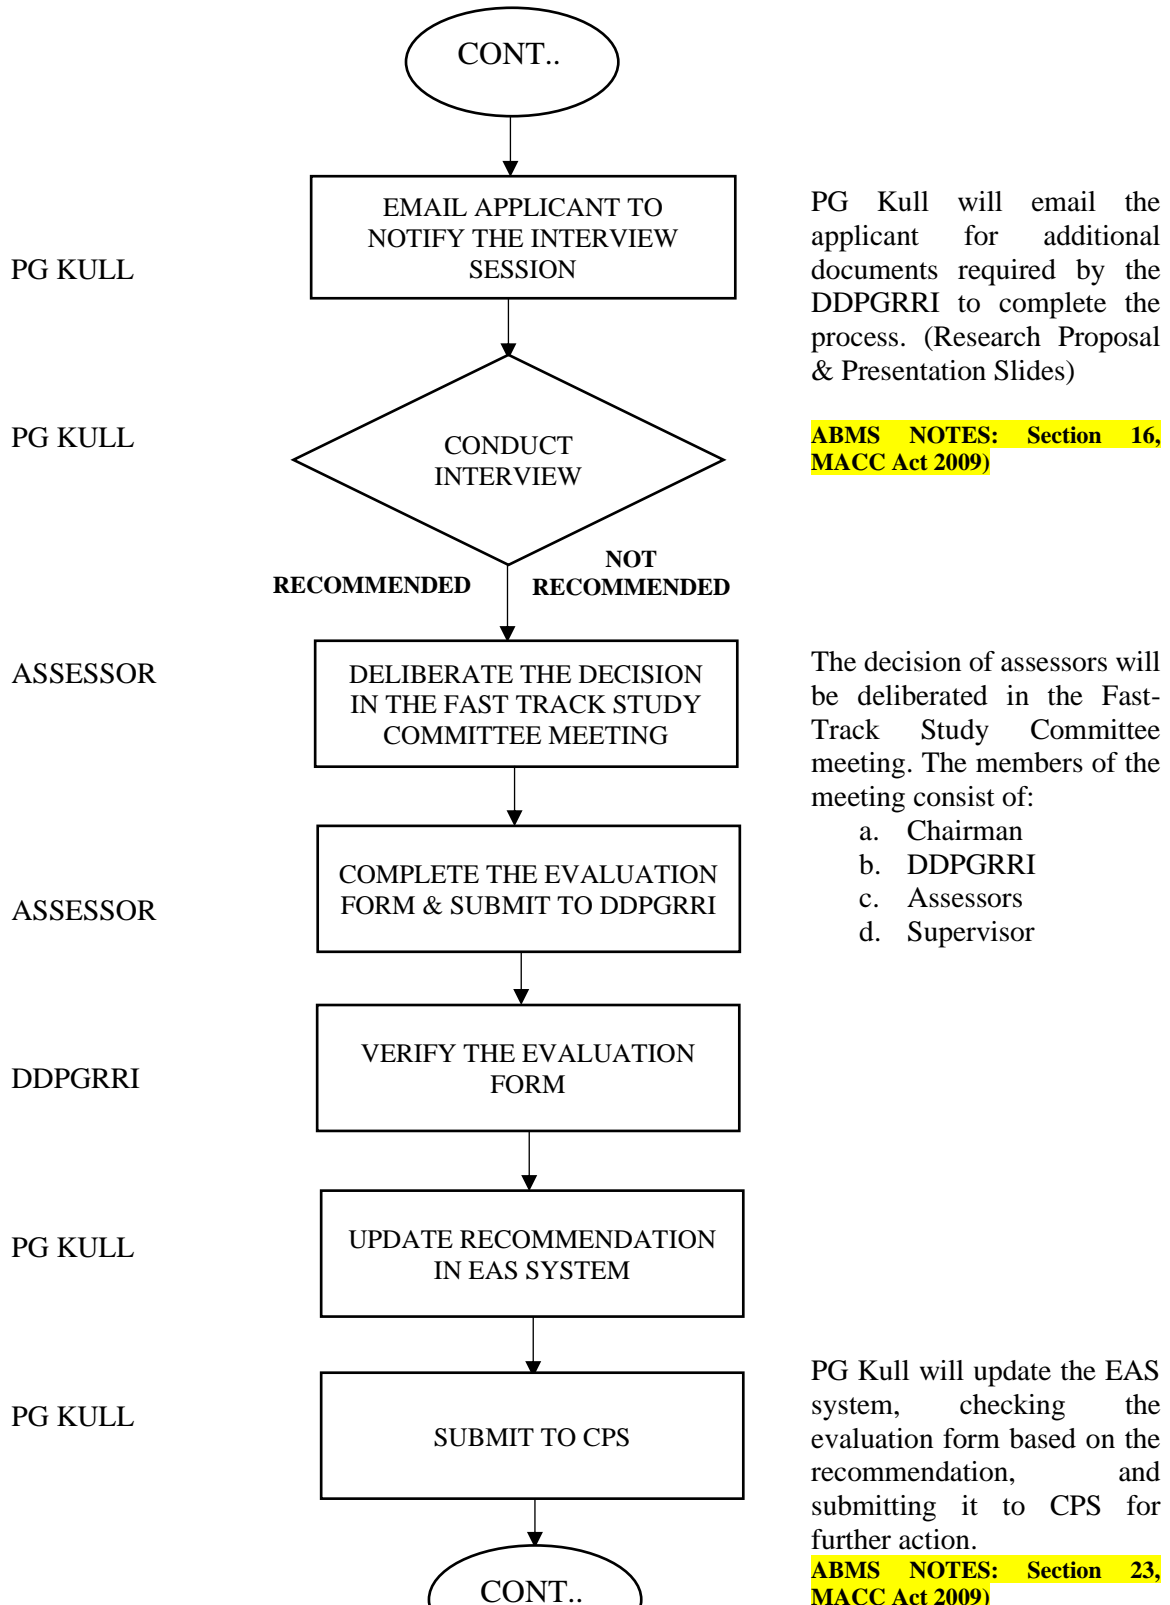 CONT..
EMAIL APPLICANT TO
NOTIFY THE INTERVIEW
SESSION
PG KULL
PG Kull will email the
applicant for additional
documents required by the
DDPGRRI to complete the
process. (Research Proposal
& Presentation Slides)
PG KULL
CONDUCT
INTERVIEW
ABMS NOTES: Section 16,
MACC Act 2009)
RECOMMENDED
NOT
RECOMMENDED
ASSESSOR
DELIBERATE THE DECISION
IN THE FAST TRACK STUDY
COMMITTEE MEETING
The decision of assessors will
be deliberated in the Fast-
Track Study Committee
meeting. The members of the
meeting consist of:
a. Chairman
b. DDPGRRI
c. Assessors
d. Supervisor
ASSESSOR
COMPLETE THE EVALUATION
FORM & SUBMIT TO DDPGRRI
DDPGRRI
VERIFY THE EVALUATION
FORM
PG KULL
UPDATE RECOMMENDATION
IN EAS SYSTEM
PG KULL
SUBMIT TO CPS
PG Kull will update the EAS
system, checking the
evaluation form based on the
recommendation, and
submitting it to CPS for
further action.
ABMS NOTES: Section 23,
MACC Act 2009)
CONT..